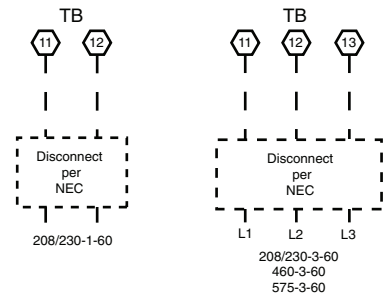 TB
11 12
Disconnect
per
NEC
208/230-1-60
TB
11 12 13
Disconnect
per
NEC
L1 L2 L3
208/230-3-60
460-3-60
575-3-60